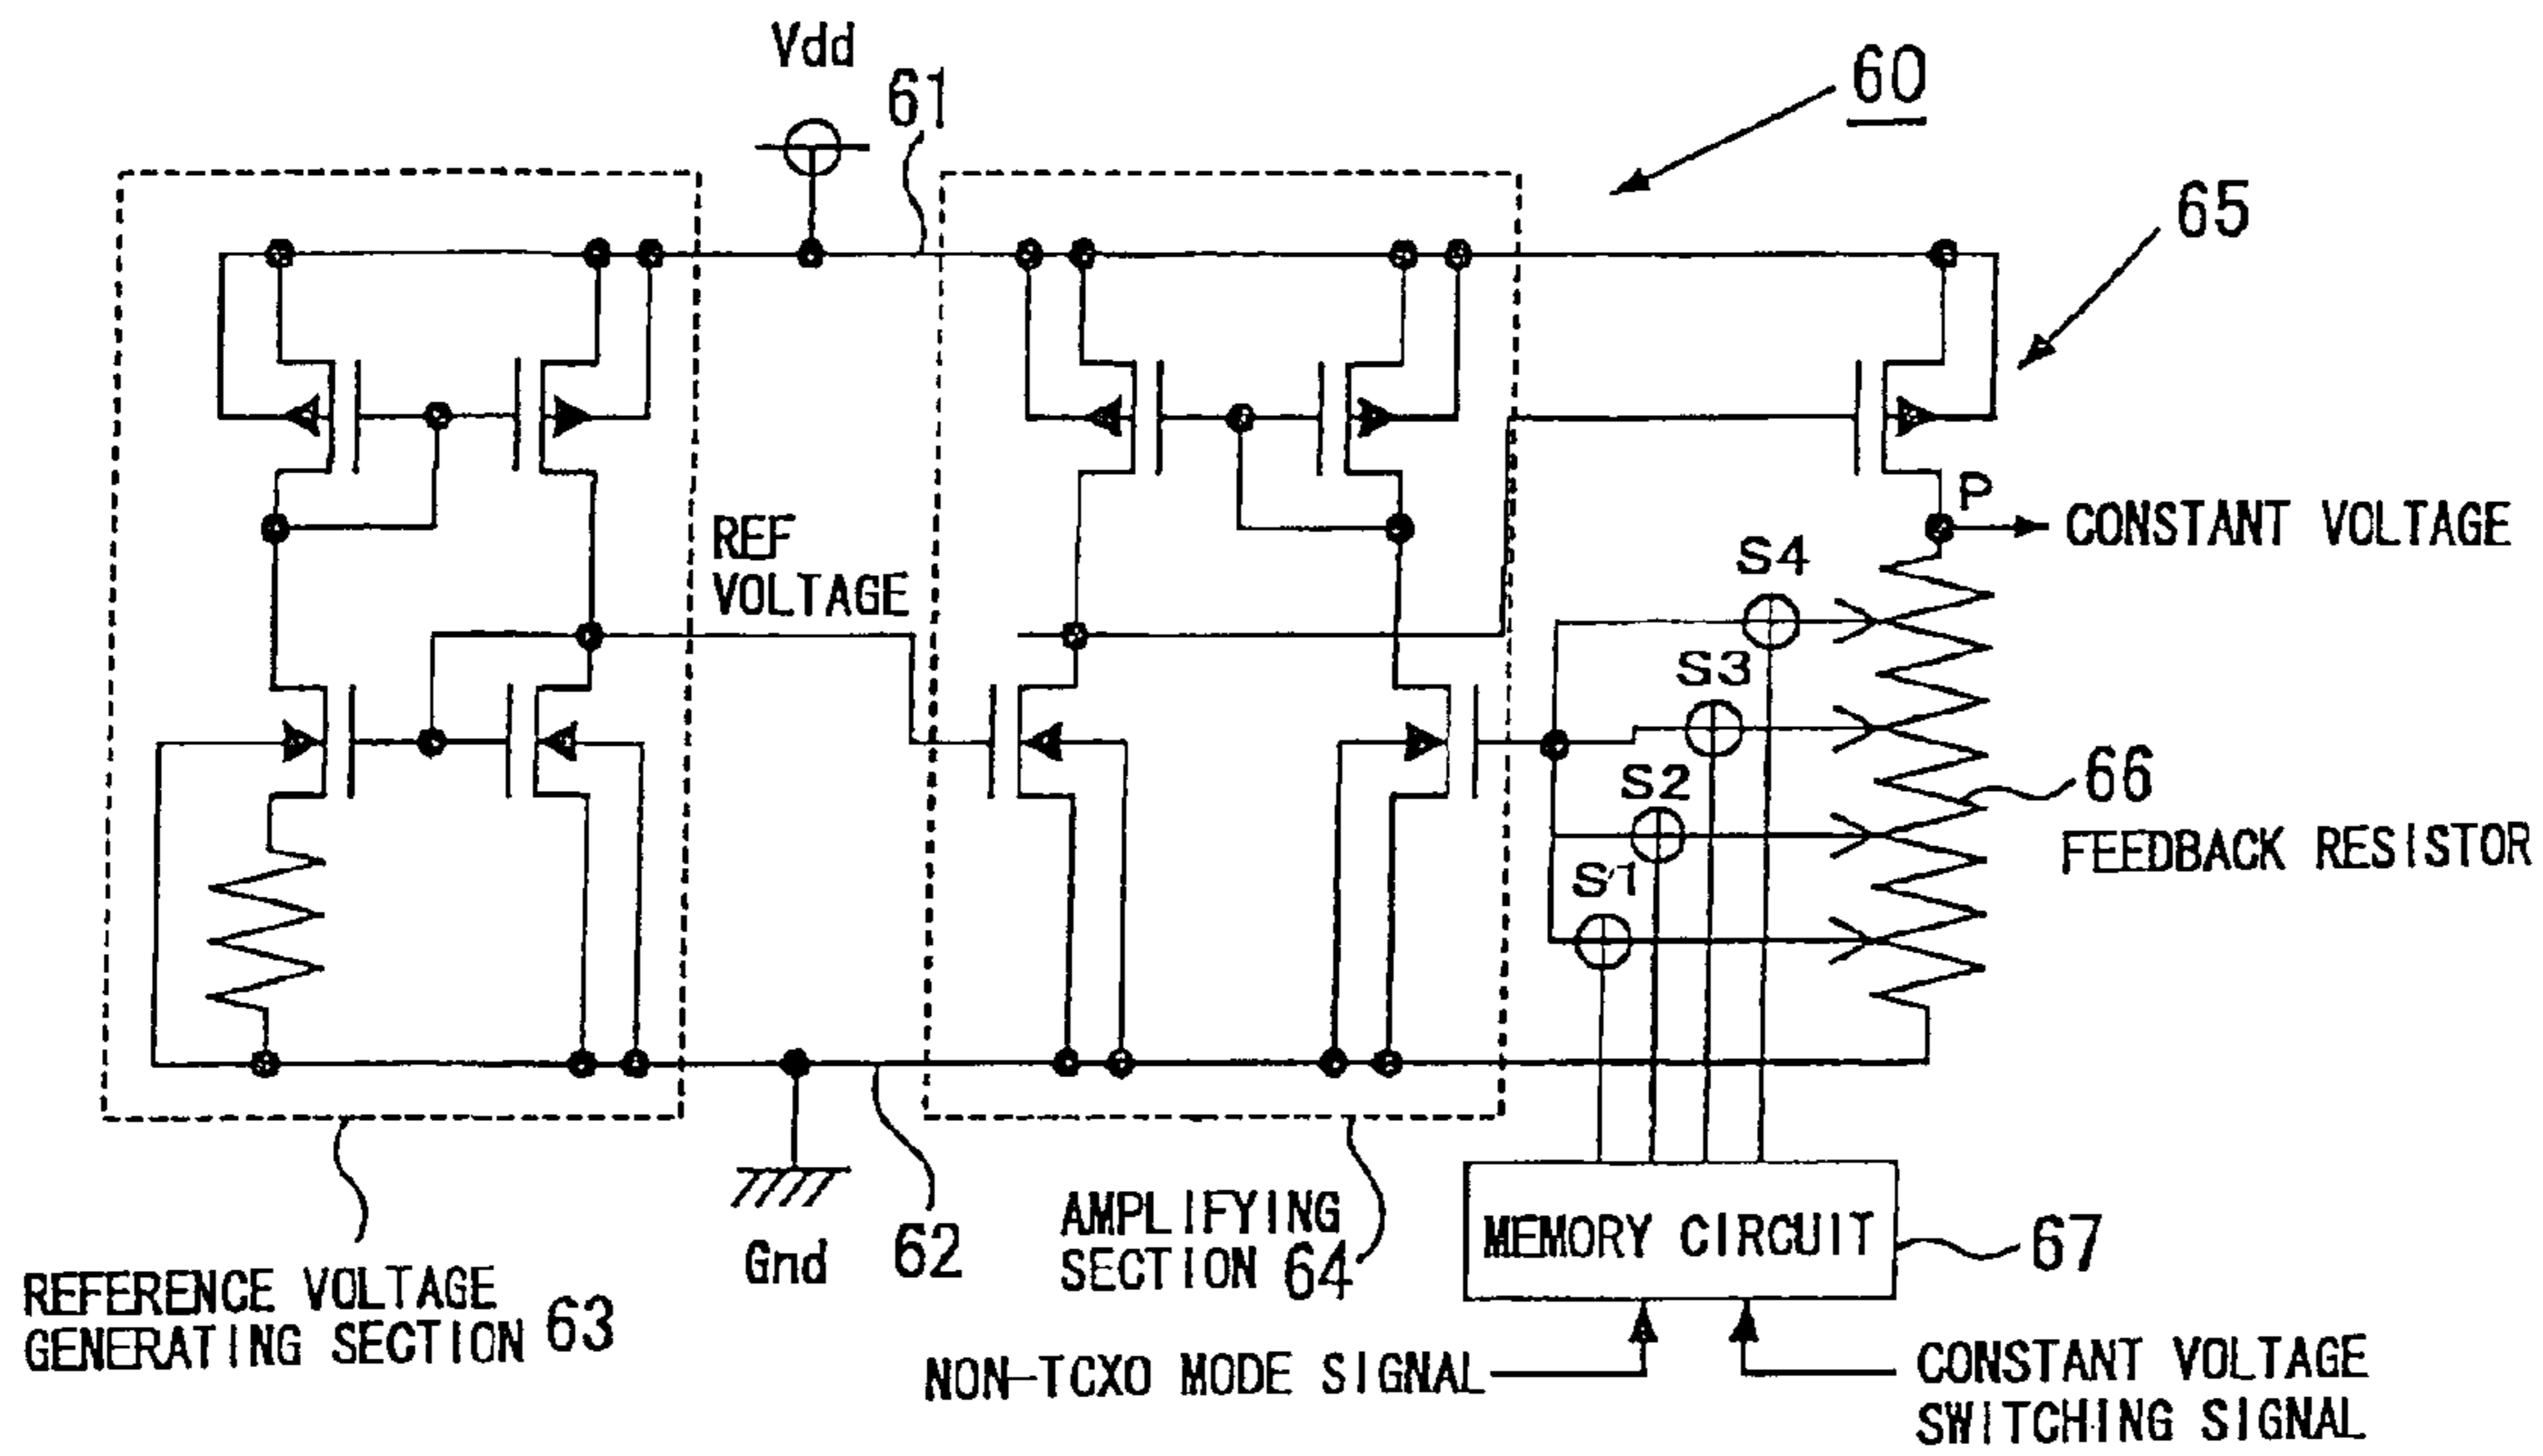 Vdd
61
60
65
REF
VOLTAGE
P
CONSTANT VOLTAGE
S4
S3
S2
S1
66
FEEDBACK RESISTOR
Gnd
62
AMPLIFYING
SECTION 64
MEMORY CIRCUIT
67
REFERENCE VOLTAGE
GENERATING SECTION 63
NON-TCXO MODE SIGNAL
CONSTANT VOLTAGE
SWITCHING SIGNAL